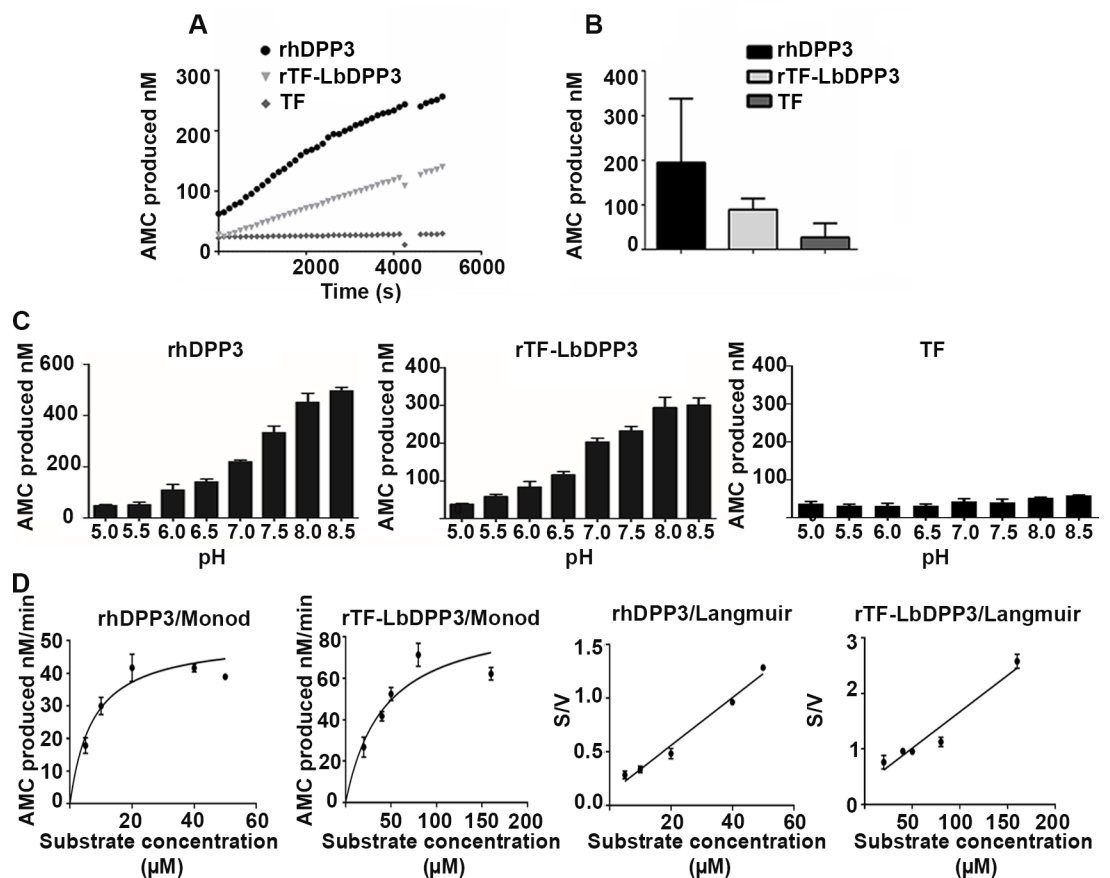 A
rhDPP3
rTF-LbDPP3
TF
AMC produced nM
300
200
100
0
2000
4000
6000
Time (s)
B
rhDPP3
rTF-LbDPP3
TF
AMC produced nM
400
300
200
100
0
C
rhDPP3
AMC produced nM
600
400
200
0
5.0 5.5 6.0 6.5 7.0 7.5 8.0 8.5
pH
rTF-LbDPP3
AMC produced nM
400
300
200
100
5.0 5.5 6.0 6.5 7.0 7.5 8.0 8.5
pH
TF
AMC produced nM
400
300
200
100
5.0 5.5 6.0 6.5 7.0 7.5 8.0 8.5
pH
D
rhDPP3/Monod
AMC produced nM/min
50
40
30
20
10
0
20 40 60
Substrate concentration
(µM)
rTF-LbDPP3/Monod
AMC produced nM/min
80
60
40
20
0
50 100 150 200
Substrate concentration
(µM)
rhDPP3/Langmuir
S/V
1.5
1.0
0.5
0.0
20 40 60
Substrate concentration
(µM)
rTF-LbDPP3/Langmuir
S/V
3
2
1
0
50 100 150 200
Substrate concentration
(µM)